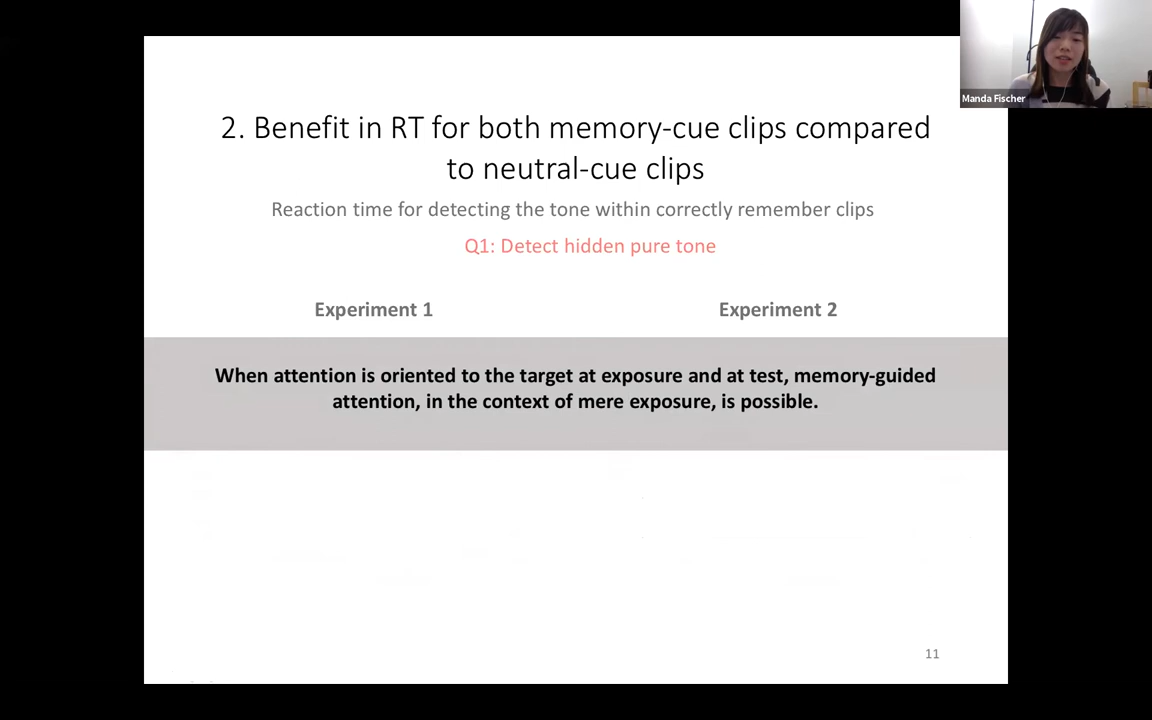 Manda Fischer
2. Benefit in RT for both memory-cue clips compared
to neutral-cue clips
Reaction time for detecting the tone within correctly remember clips
Q1: Detect hidden pure tone
Experiment 1
Experiment 2
When attention is oriented to the target at exposure and at test, memory-guided
attention, in the context of mere exposure, is possible.
11